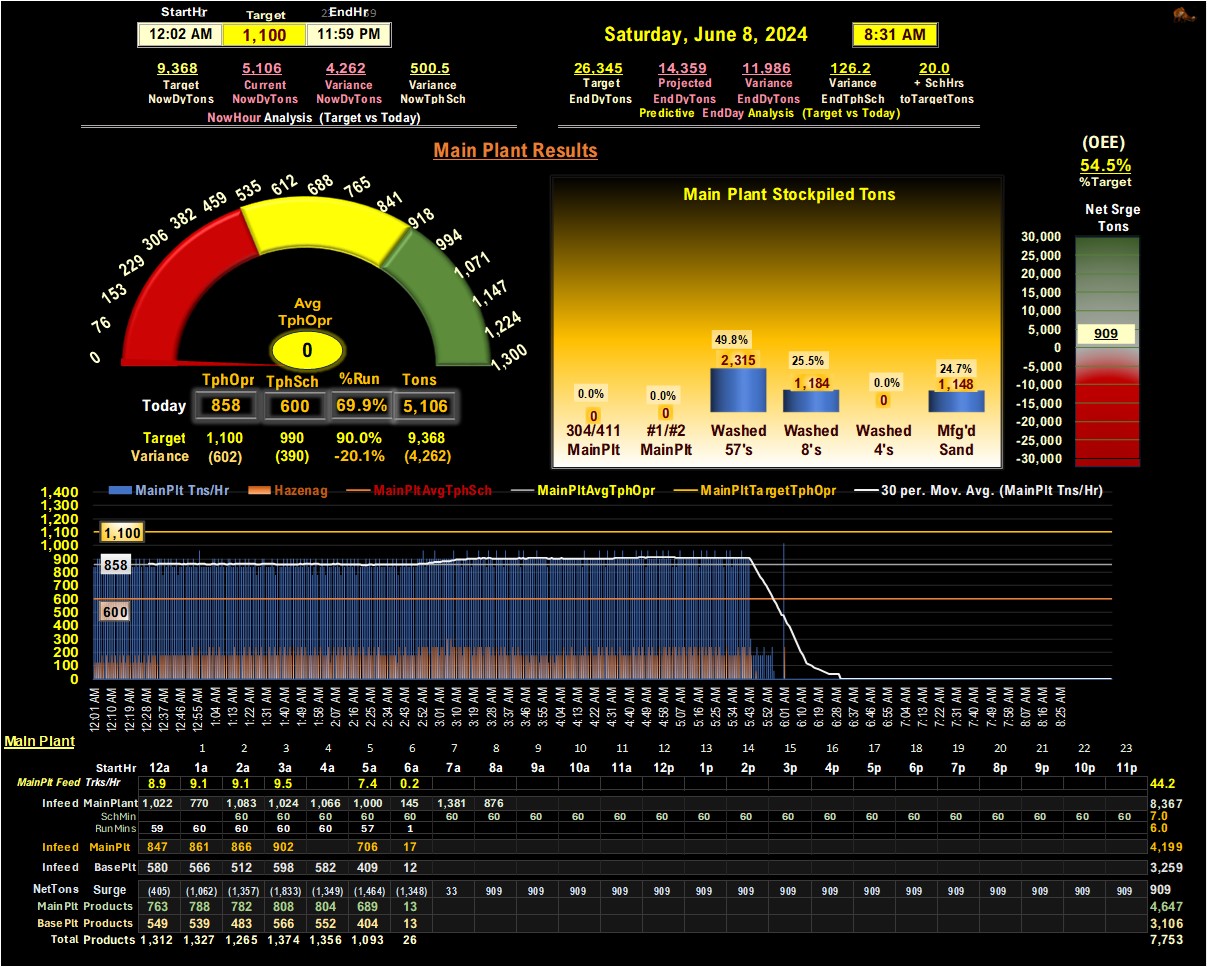 StartHr Target EndHr
12:02 AM 1,100 11:59 PM
Saturday, June 8, 2024 8:31 AM
9,368 5,106 4,262 500.5
Target Current Variance Variance
NowDyTons NowDyTons NowDyTons NowTphSch
NowHour Analysis (Target vs Today)
26,345 14,359 11,986 126.2 20.0
Target Projected Variance Variance + SchHrs
EndDyTons EndDyTons EndDyTons EndTphSch toTargetTons
Predictive EndDay Analysis (Target vs Today)
Main Plant Results
(OEE)
54.5%
%Target
Net Srge
Tons
30,000
25,000
20,000
15,000
10,000
5,000
909
0
-5,000
-10,000
-15,000
-20,000
-25,000
-30,000
0 76 153 229 306 382 459 535 612 688 765 841 918 994 1,071 1,147 1,224 1,300
Avg
TphOpr
0
TphOpr TphSch %Run Tons
Today 858 600 69.9% 5,106
Target 1,100 990 90.0% 9,368
Variance (602) (390) -20.1% (4,262)
Main Plant Stockpiled Tons
0.0% 0.0% 49.8% 25.5% 0.0% 24.7%
0 0 2,315 1,184 0 1,148
304/411 #1/#2 Washed Washed Washed Mfg'd
MainPlt MainPlt 57's 8's 4's Sand
MainPlt Tns/Hr Hazenag MainPltAvgTphSch MainPltAvgTphOpr MainPltTargetTphOpr 30 per. Mov. Avg. (MainPlt Tns/Hr)
1,400
1,300
1,200
1,100
1,000
900
800
700
600
500
400
300
200
100
0
1,100
858
600
12:01 AM 12:10 AM 12:19 AM 12:28 AM 12:37 AM 12:46 AM 12:55 AM 1:04 AM 1:13 AM 1:22 AM 1:31 AM 1:40 AM 1:49 AM 1:58 AM 2:07 AM 2:16 AM 2:25 AM 2:34 AM 2:43 AM 2:52 AM 3:01 AM 3:10 AM 3:19 AM 3:28 AM 3:37 AM 3:46 AM 3:55 AM 4:04 AM 4:13 AM 4:22 AM 4:31 AM 4:40 AM 4:49 AM 4:58 AM 5:07 AM 5:16 AM 5:25 AM 5:34 AM 5:43 AM 5:52 AM 6:01 AM 6:10 AM 6:19 AM 6:28 AM 6:37 AM 6:46 AM 6:55 AM 7:04 AM 7:13 AM 7:22 AM 7:31 AM 7:40 AM 7:49 AM 7:58 AM 8:07 AM 8:16 AM 8:25 AM
Main Plant
1 2 3 4 5 6 7 8 9 10 11 12 13 14 15 16 17 18 19 20 21 22 23
StartHr 12a 1a 2a 3a 4a 5a 6a 7a 8a 9a 10a 11a 12p 1p 2p 3p 4p 5p 6p 7p 8p 9p 10p 11p
MainPlt Feed Trks/Hr 8.9 9.1 9.1 9.5 7.4 0.2 44.2
Infeed MainPlant 1,022 770 1,083 1,024 1,066 1,000 145 1,381 876 8,367
SchMin 60 60 60 60 60 60 60 60 60 60 60 60 60 60 60 60 60 60 60 60 60 60 7.0
RunMins 59 60 60 60 60 57 1 6.0
Infeed MainPlt 847 861 866 902 706 17 4,199
Infeed BasePlt 580 566 512 598 582 409 12 3,259
NetTons Surge (405) (1,062) (1,357) (1,833) (1,349) (1,464) (1,348) 33 909 909 909 909 909 909 909 909 909 909 909 909 909 909 909 909 909
MainPlt Products 763 788 782 808 804 689 13 4,647
BasePlt Products 549 539 483 566 552 404 13 3,106
Total Products 1,312 1,327 1,265 1,374 1,356 1,093 26 7,753